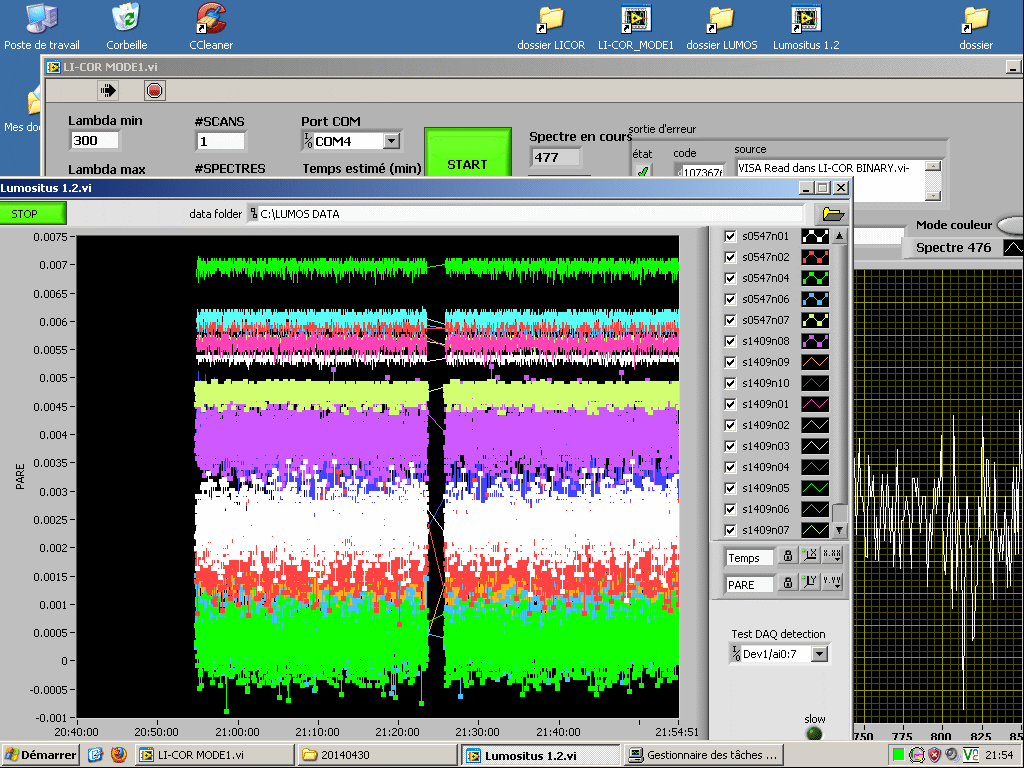 Poste de travail
Corbeille
CCleaner
dossier LICOR
LI-COR_MODE1
dossier LUMOS
Lumositus 1.2
dossier
Mes do
LI-COR MODE1.vi
Lambda min
300
#SCANS
1
Port COM
COM4
START
Spectre en cours
477
sortie d'erreur
état
code
source
VISA Read dans LI-COR BINARY.vi-
Lambda max
#SPECTRES
Temps estimé (min)
Mode couleur
Spectre 476
Lumositus 1.2.vi
STOP
data folder
C:\LUMOS DATA
0.0075
0.007
0.0065
0.006
0.0055
0.005
0.0045
0.004
0.0035
0.003
0.0025
0.002
0.0015
0.001
0.0005
0
-0.0005
-0.001
PARE
20:40:00
20:50:00
21:00:00
21:10:00
21:20:00
21:30:00
21:40:00
21:54:51
s0547n01
s0547n02
s0547n04
s0547n06
s0547n07
s1409n08
s1409n09
s1409n10
s1409n01
s1409n02
s1409n03
s1409n04
s1409n05
s1409n06
s1409n07
Temps
PARE
Test DAQ detection
Dev1/ai0:7
slow
775
800
825
85
Démarrer
LI-COR MODE1.vi
20140430
Lumositus 1.2.vi
Gestionnaire des tâches ...
21:54